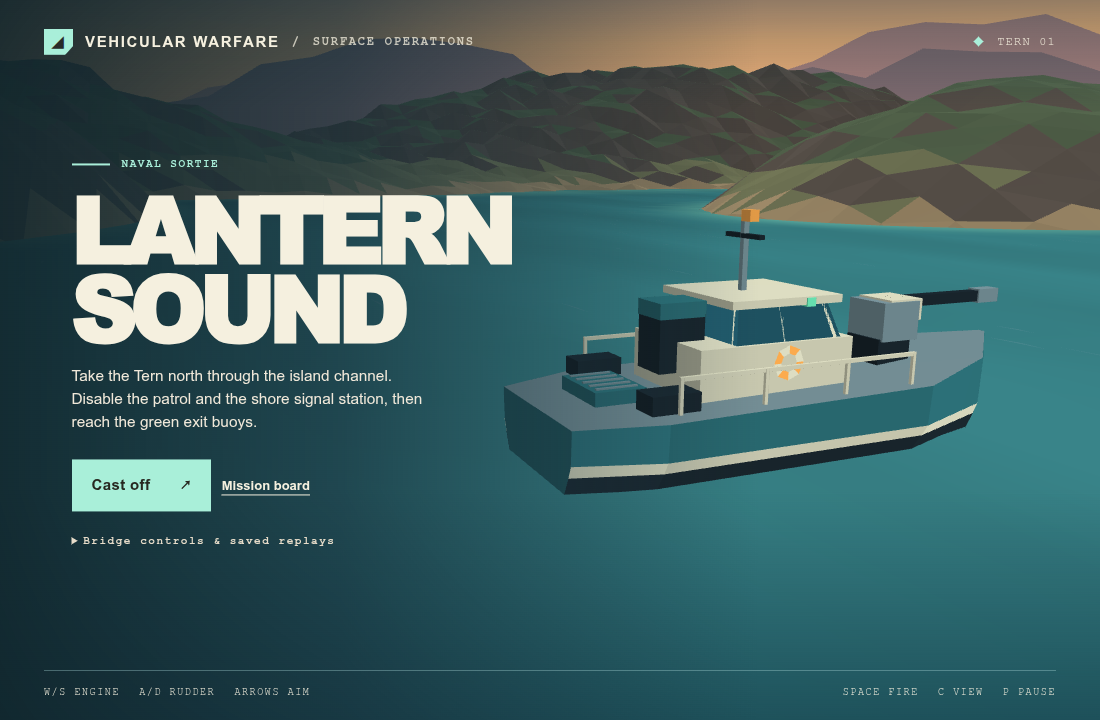 VEHICULAR WARFARE / SURFACE OPERATIONS
TERN 01
NAVAL SORTIE
LANTERN
SOUND
Take the Tern north through the island channel.
Disable the patrol and the shore signal station, then
reach the green exit buoys.
Cast off ↗
Mission board
Bridge controls & saved replays
W/S ENGINE A/D RUDDER ARROWS AIM
SPACE FIRE C VIEW P PAUSE